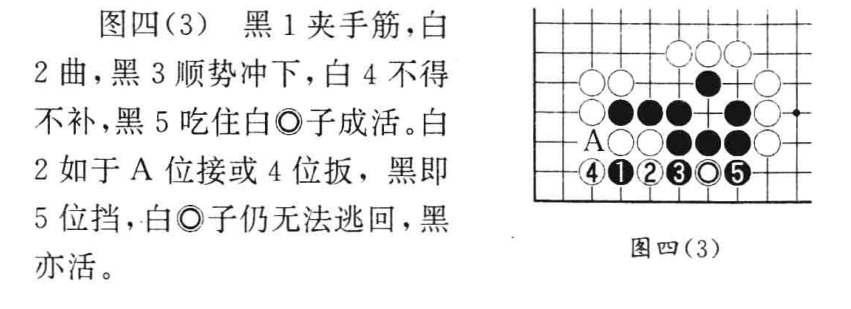 图四(3) 黑1夹手筋,白
2曲,黑3顺势冲下,白4不得
不补,黑5吃住白◎子成活。白
2如于A位接或4位扳,黑即
5位挡,白◎子仍无法逃回,黑
亦活。
A
④❶②❸◎❺
图四(3)